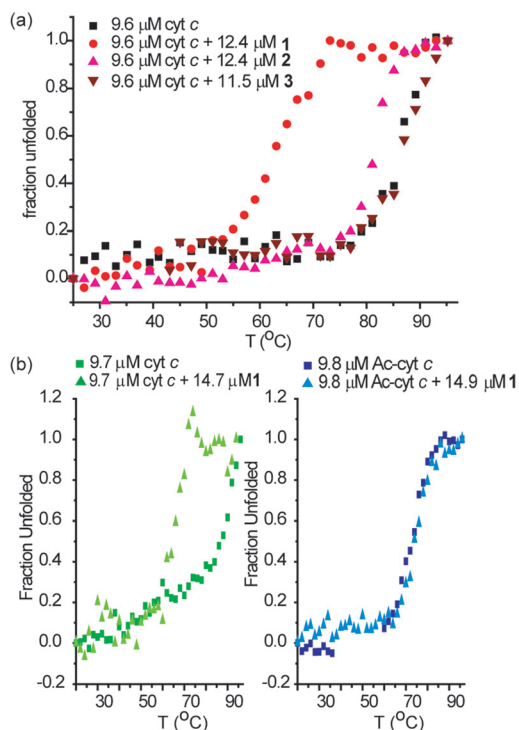 (a)
9.6 μM cyt c
9.6 μM cyt c + 12.4 μM 1
9.6 μM cyt c + 12.4 μM 2
9.6 μM cyt c + 11.5 μM 3
fraction unfolded
1.0
0.8
0.6
0.4
0.2
0.0
30 40 50 60 70 80 90
T (°C)
(b)
9.7 μM cyt c
9.7 μM cyt c + 14.7 μM1
9.8 μM Ac-cyt c
9.8 μM Ac-cyt c + 14.9 μM1
Fraction Unfolded
1.2
1.0
0.8
0.6
0.4
0.2
0.0
-0.2
30 50 70 90
T (°C)
Fraction Unfolded
1.2
1.0
0.8
0.6
0.4
0.2
0.0
-0.2
30 50 70 90
T (°C)